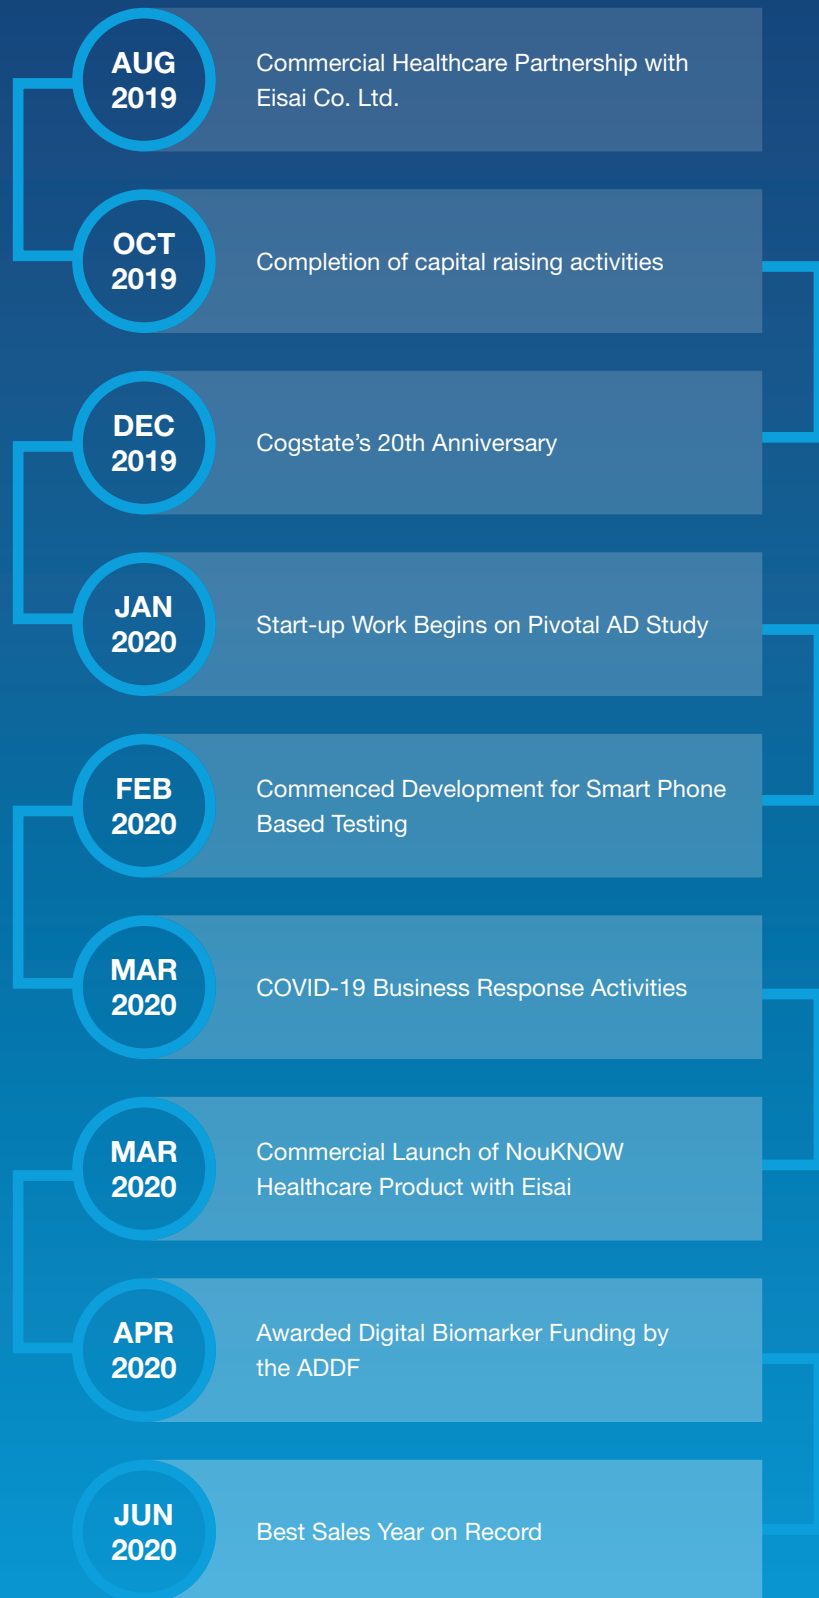 AUG
2019
Commercial Healthcare Partnership with
Eisai Co. Ltd.
OCT
2019
Completion of capital raising activities
DEC
2019
Cogstate’s 20th Anniversary
JAN
2020
Start-up Work Begins on Pivotal AD Study
FEB
2020
Commenced Development for Smart Phone
Based Testing
MAR
2020
COVID-19 Business Response Activities
MAR
2020
Commercial Launch of NouKNOW
Healthcare Product with Eisai
APR
2020
Awarded Digital Biomarker Funding by
the ADDF
JUN
2020
Best Sales Year on Record